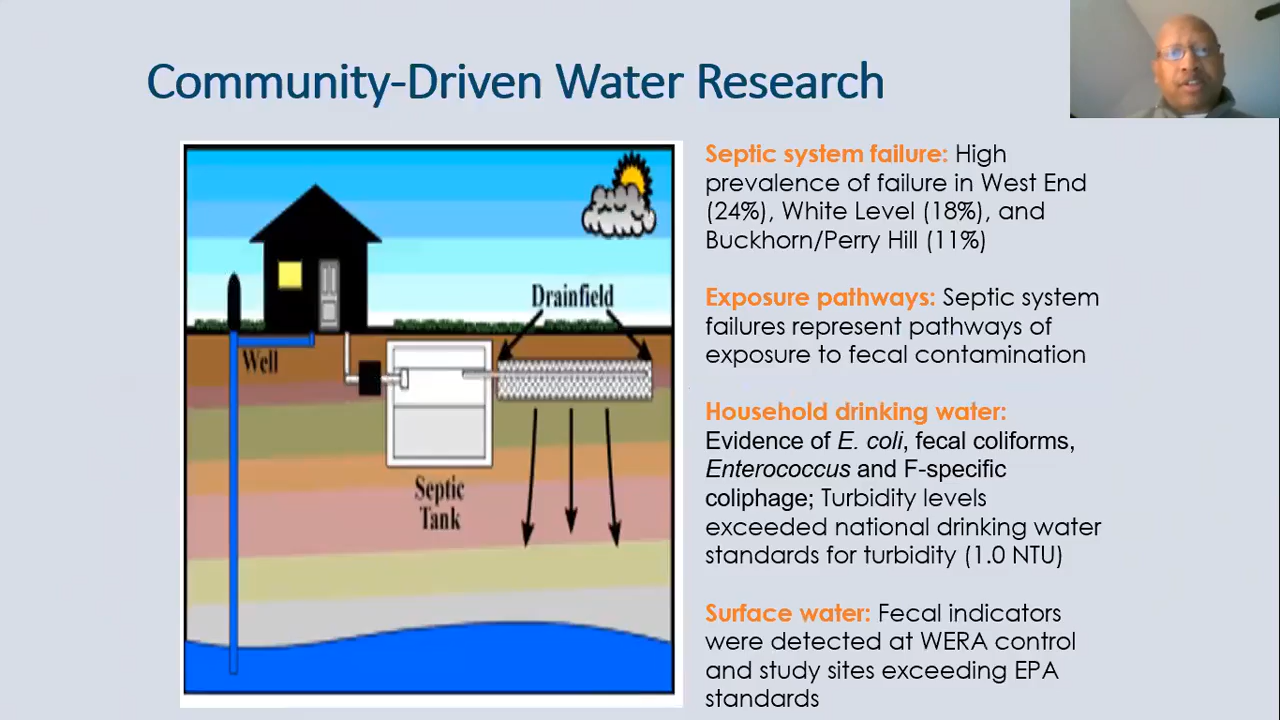 Community-Driven Water Research
Drainfield
Well
Septic
Tank
Septic system failure: High
prevalence of failure in West End
(24%), White Level (18%), and
Buckhorn/Perry Hill (11%)
Exposure pathways: Septic system
failures represent pathways of
exposure to fecal contamination
Household drinking water:
Evidence of E. coli, fecal coliforms,
Enterococcus and F-specific
coliphage; Turbidity levels
exceeded national drinking water
standards for turbidity (1.0 NTU)
Surface water: Fecal indicators
were detected at WERA control
and study sites exceeding EPA
standards